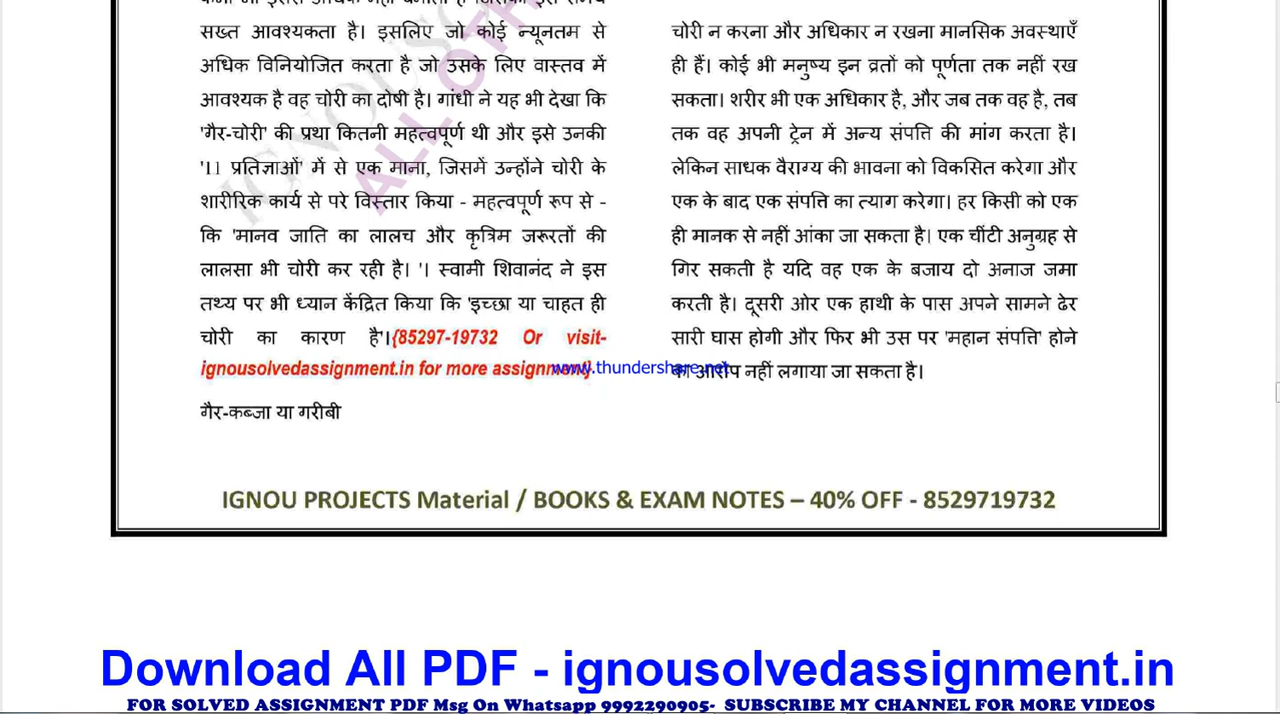 सख्त आवश्यकता है। इसलिए जो कोई न्यूनतम से
अधिक विनियोजित करता है जो उसके लिए वास्तव में
आवश्यक है वह चोरी का दोषी है। गांधी ने यह भी देखा कि
'गैर-चोरी' की प्रथा कितनी महत्वपूर्ण थी और इसे उनकी
'11 प्रतिज्ञाओं' में से एक माना, जिसमें उन्होंने चोरी के
शारीरिक कार्य से परे विस्तार किया - महत्वपूर्ण रूप से -
कि 'मानव जाति का लालच और कृत्रिम जरूरतों की
लालसा भी चोरी कर रही है। '। स्वामी शिवानंद ने इस
तथ्य पर भी ध्यान केंद्रित किया कि 'इच्छा या चाहत ही
चोरी का कारण है'।{85297-19732 Or visit-
ignousolvedassignment.in for more assignment}
गैर-कब्जा या गरीबी
चोरी न करना और अधिकार न रखना मानसिक अवस्थाएँ
ही हैं। कोई भी मनुष्य इन व्रतों को पूर्णता तक नहीं रख
सकता। शरीर भी एक अधिकार है, और जब तक वह है, तब
तक वह अपनी ट्रेन में अन्य संपत्ति की मांग करता है।
लेकिन साधक वैराग्य की भावना को विकसित करेगा और
एक के बाद एक संपत्ति का त्याग करेगा। हर किसी को एक
ही मानक से नहीं आंका जा सकता है। एक चींटी अनुग्रह से
गिर सकती है यदि वह एक के बजाय दो अनाज जमा
करती है। दूसरी ओर एक हाथी के पास अपने सामने ढेर
सारी घास होगी और फिर भी उस पर 'महान संपत्ति' होने
का आरोप नहीं लगाया जा सकता है।
www.thundershare.net
IGNOU PROJECTS Material / BOOKS & EXAM NOTES – 40% OFF - 8529719732
Download All PDF - ignousolvedassignment.in
FOR SOLVED ASSIGNMENT PDF Msg On Whatsapp 9992290905- SUBSCRIBE MY CHANNEL FOR MORE VIDEOS